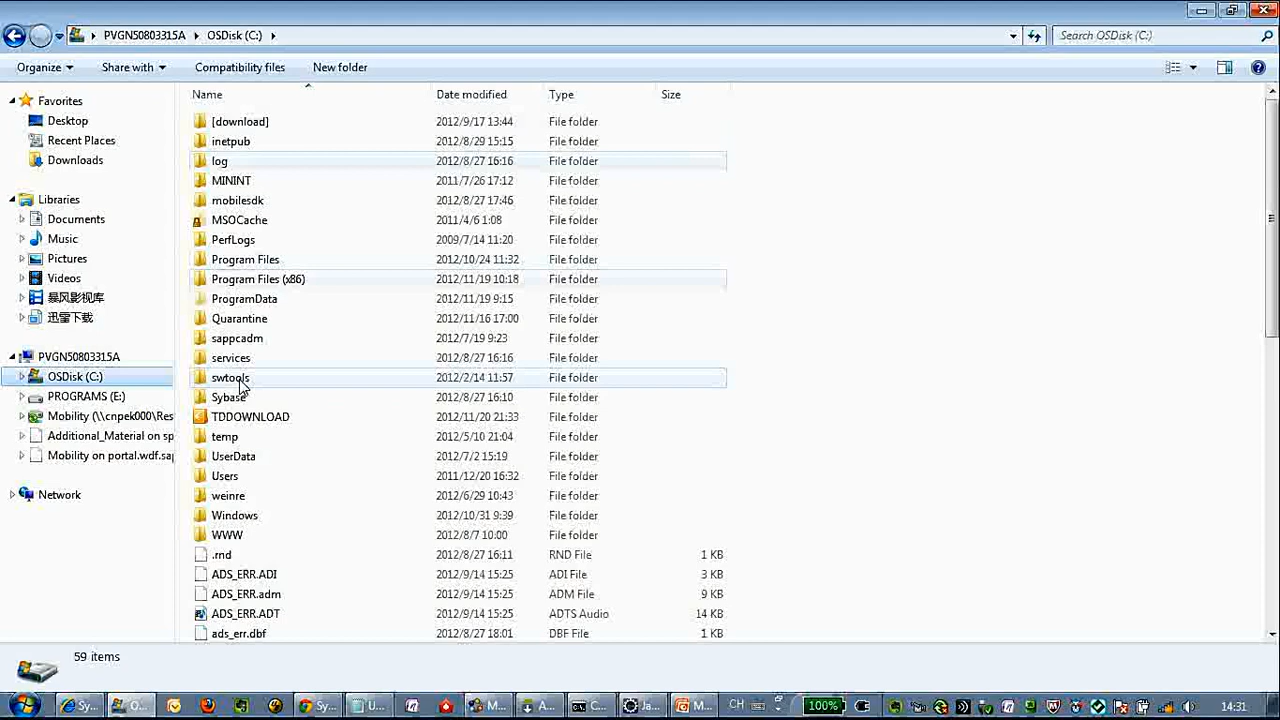 PVGN50803315A OSDisk (C:) Search OSDisk (C:)
Organize Share with Compatibility files New folder
Name Date modified Type Size
Favorites
Desktop
Recent Places
Downloads
Libraries
Documents
Music
Pictures
Videos
暴风影视库
迅雷下载
PVGN50803315A
OSDisk (C:)
PROGRAMS (E:)
Mobility (\\cnpek000\Res
Additional_Material on sp
Mobility on portal.wdf.sap
Network
[download] 2012/9/17 13:44 File folder
inetpub 2012/8/29 15:15 File folder
log 2012/8/27 16:16 File folder
MININT 2011/7/26 17:12 File folder
mobilesdk 2012/8/27 17:46 File folder
MSOCache 2011/4/6 1:08 File folder
PerfLogs 2009/7/14 11:20 File folder
Program Files 2012/10/24 11:32 File folder
Program Files (x86) 2012/11/19 10:18 File folder
ProgramData 2012/11/19 9:15 File folder
Quarantine 2012/11/16 17:00 File folder
sappcadm 2012/7/19 9:23 File folder
services 2012/8/27 16:16 File folder
swtools 2012/2/14 11:57 File folder
Sybase 2012/8/27 16:10 File folder
TDDOWNLOAD 2012/11/20 21:33 File folder
temp 2012/5/10 21:04 File folder
UserData 2012/7/2 15:19 File folder
Users 2011/12/20 16:32 File folder
weinre 2012/6/29 10:43 File folder
Windows 2012/10/31 9:39 File folder
WWW 2012/8/7 10:00 File folder
.rnd 2012/8/27 16:11 RND File 1 KB
ADS_ERR.ADI 2012/9/14 15:25 ADI File 3 KB
ADS_ERR.adm 2012/9/14 15:25 ADM File 9 KB
ADS_ERR.ADT 2012/9/14 15:25 ADTS Audio 14 KB
ads_err.dbf 2012/8/27 18:01 DBF File 1 KB
59 items
Sy... O... Sy... U... M... A... C... Ja... M... CH 100% 14:31